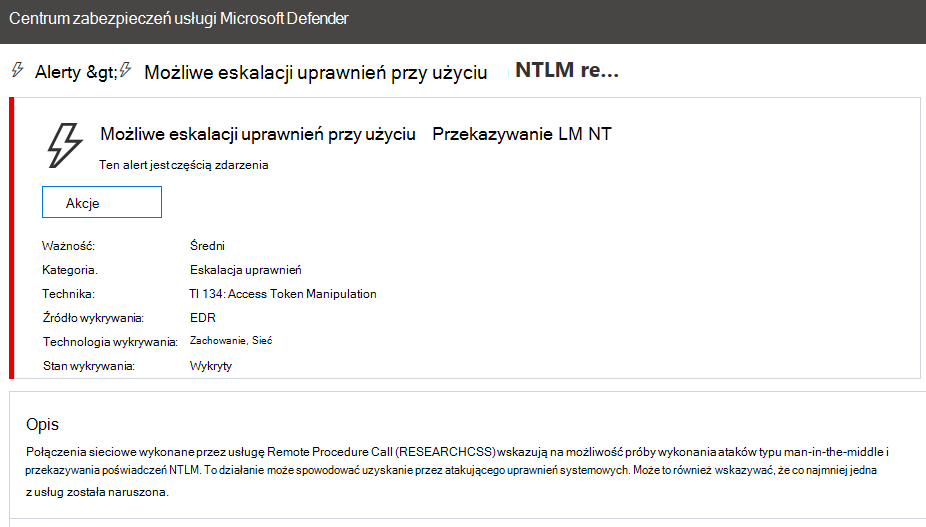 Centrum zabezpieczeń usługi Microsoft Defender
Alerty &gt; Możliwe eskalacji uprawnień przy użyciu NTLM re...
Możliwe eskalacji uprawnień przy użyciu Przekazywanie LM NT
Ten alert jest częścią zdarzenia
Akcje
Ważność: Średni
Kategoria. Eskalacja uprawnień
Technika: TI 134: Access Token Manipulation
Źródło wykrywania: EDR
Technologia wykrywania: Zachowanie, Sieć
Stan wykrywania: Wykryty
Opis
Połączenia sieciowe wykonane przez usługę Remote Procedure Call (RESEARCHCSS) wskazują na możliwość próby wykonania ataków typu man-in-the-middle i
przekazywania poświadczeń NTLM. To działanie może spowodować uzyskanie przez atakującego uprawnień systemowych. Może to również wskazywać, że co najmniej jedna
z usług została naruszona.